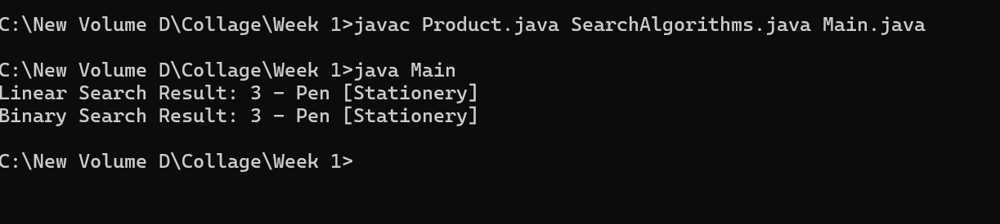 C:\New Volume D\Collage\Week 1>javac Product.java SearchAlgorithms.java Main.java
C:\New Volume D\Collage\Week 1>java Main
Linear Search Result: 3 - Pen [Stationery]
Binary Search Result: 3 - Pen [Stationery]
C:\New Volume D\Collage\Week 1>